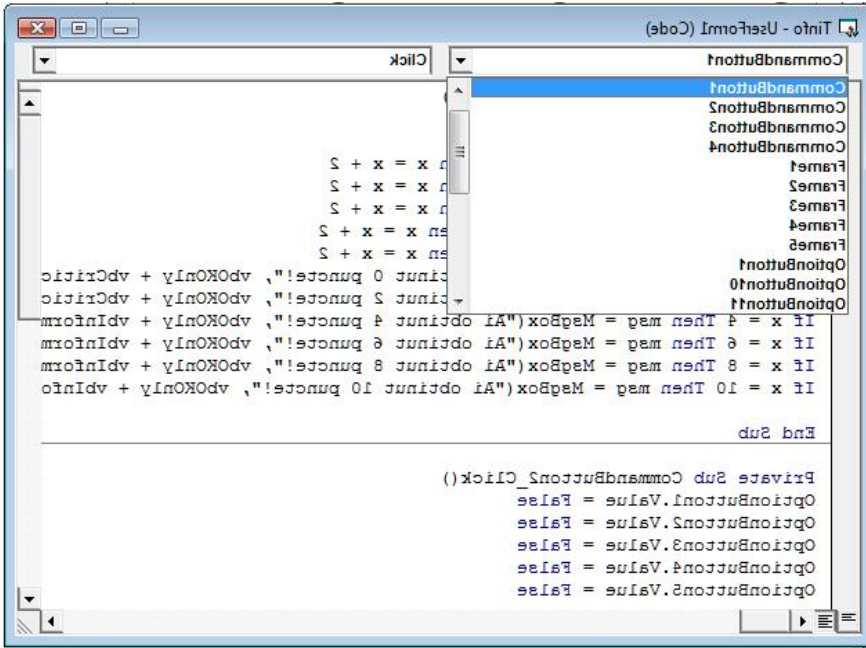 Tinfo - UserForm1 (Code)
CommandButton1 Click
CommandButton1
CommandButton2
CommandButton3
CommandButton4
Frame1
Frame2
Frame3
Frame4
Frame5
OptionButton1
OptionButton10
OptionButton11
)
x = x + 2
x = x + 2
x = x + 2
x = x + 2
x = x + 2
tinut 0 puncte!", vbOKOnly + vbCritic
tinut 2 puncte!", vbOKOnly + vbCritic
If x = 4 Then msg = MsgBox("Ai obtinut 4 puncte!", vbOKOnly + vbInform
If x = 6 Then msg = MsgBox("Ai obtinut 6 puncte!", vbOKOnly + vbInform
If x = 8 Then msg = MsgBox("Ai obtinut 8 puncte!", vbOKOnly + vbInform
If x = 10 Then msg = MsgBox("Ai obtinut 10 puncte!", vbOKOnly + vbInfo
End Sub
Private Sub CommandButton2_Click()
OptionButton1.Value = False
OptionButton2.Value = False
OptionButton3.Value = False
OptionButton4.Value = False
OptionButton5.Value = False